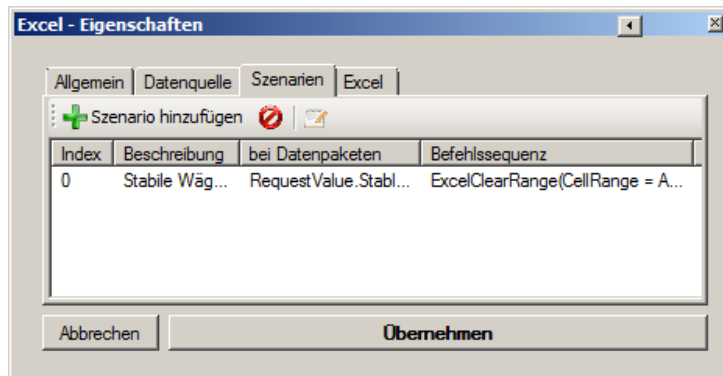 Excel - Eigenschaften
Allgemein Datenquelle Szenarien Excel
Szenario hinzufügen
Index Beschreibung bei Datenpaketen Befehlssequenz
0 Stabile Wäg... RequestValue.Stabl... ExcelClearRange(CellRange = A...
Abbrechen Übernehmen